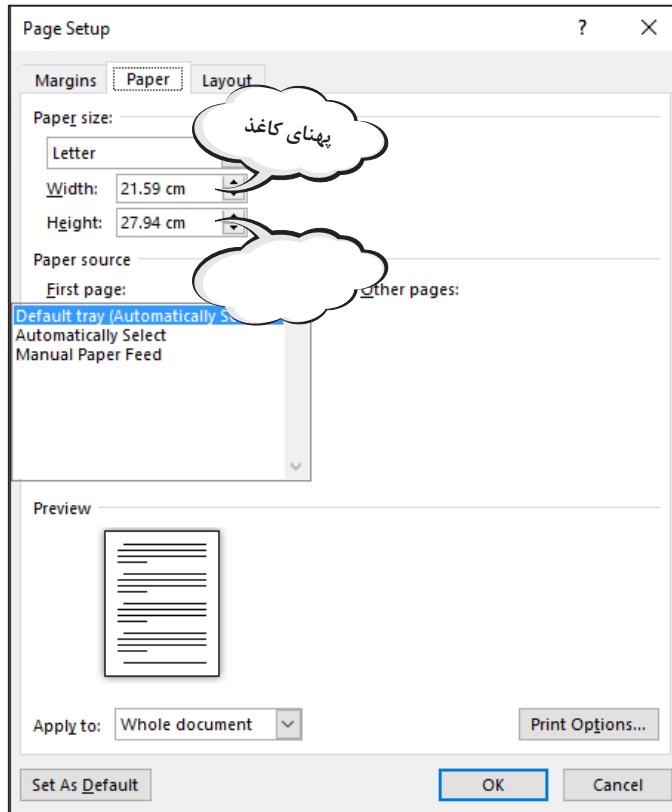 Page Setup ? ×
Margins Paper Layout
Paper size:
پهنای کاغذ
Letter
Width: 21.59 cm
Height: 27.94 cm
Paper source
First page: Other pages:
Default tray (Automatically
Automatically Select
Manual Paper Feed
Preview
Apply to: Whole document
Print Options...
Set As Default
OK
Cancel